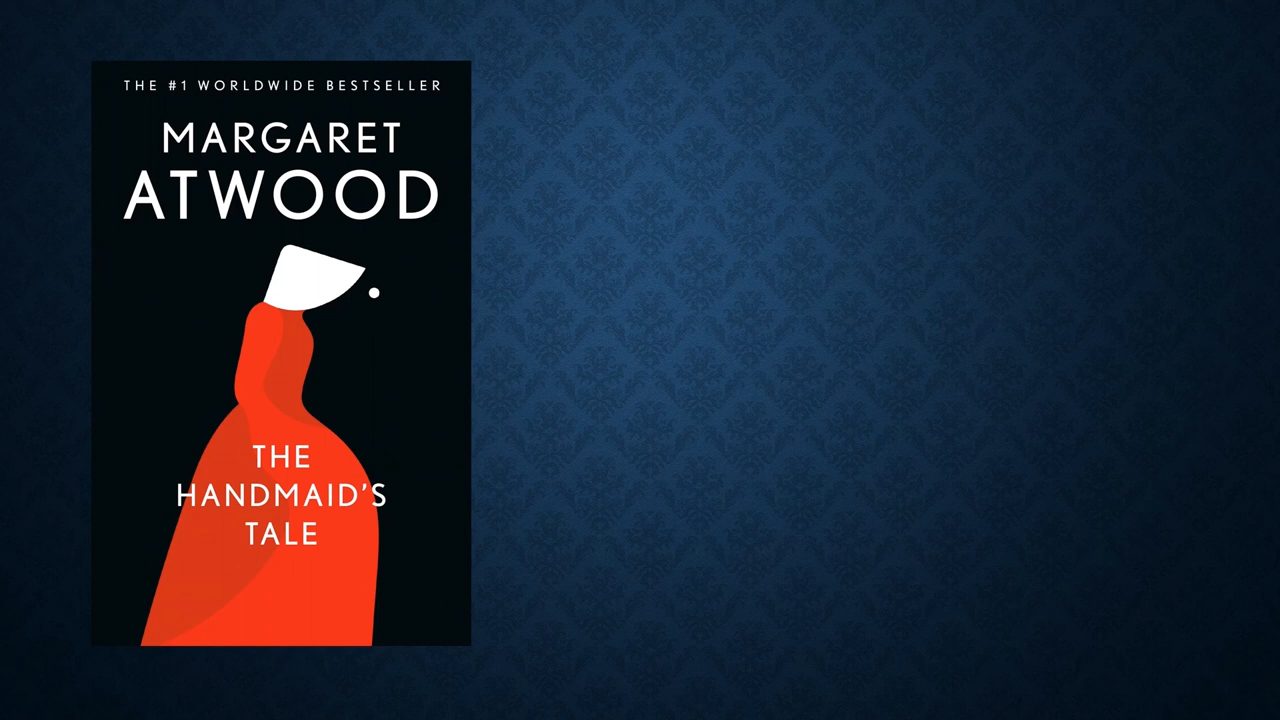 THE #1 WORLDWIDE BESTSELLER
MARGARET
ATWOOD
THE
HANDMAID'S
TALE